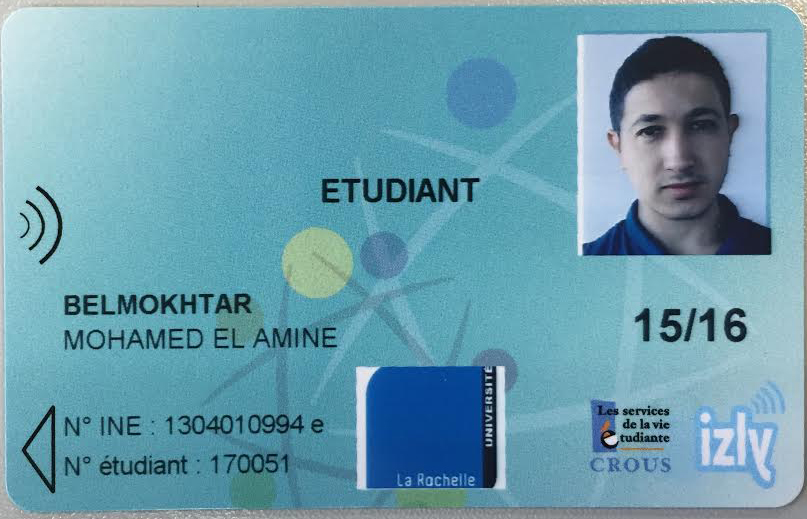 ETUDIANT
BELMOKHTAR
MOHAMED EL AMINE
15/16
N° INE : 1304010994 e
N° étudiant : 170051
UNIVERSITÉ
La Rochelle
Les services
de la vie
étudiante
CROUS
izly